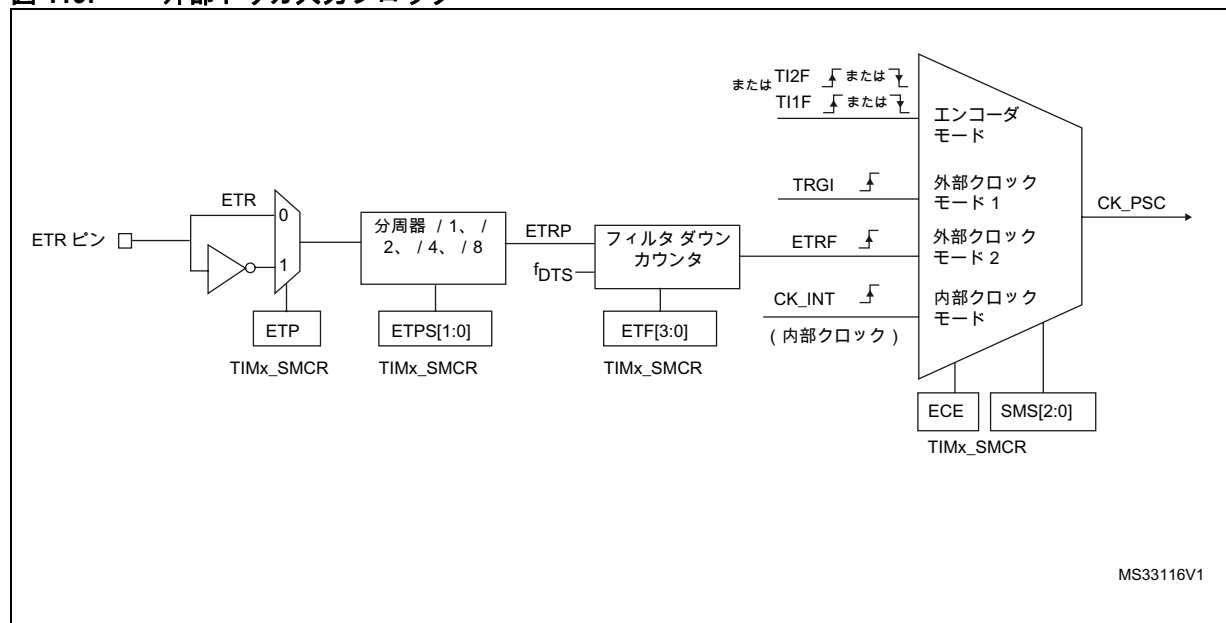 または TI2F または
TI1F または
エンコーダ
モード
TRGI
外部クロック
モード 1
CK_PSC
ETR
0
1
ETR ピン
分周器 / 1、 /
2、 / 4、 / 8
ETRP
fDTS
フィルタ ダウン
カウンタ
ETRF
外部クロック
モード 2
CK_INT
(内部クロック)
内部クロック
モード
ETP
TIMx_SMCR
ETPS[1:0]
TIMx_SMCR
ETF[3:0]
TIMx_SMCR
ECE
SMS[2:0]
TIMx_SMCR
MS33116V1